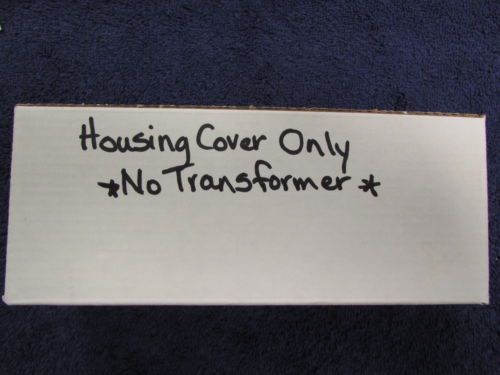 Housing Cover Only
*No Transformer*